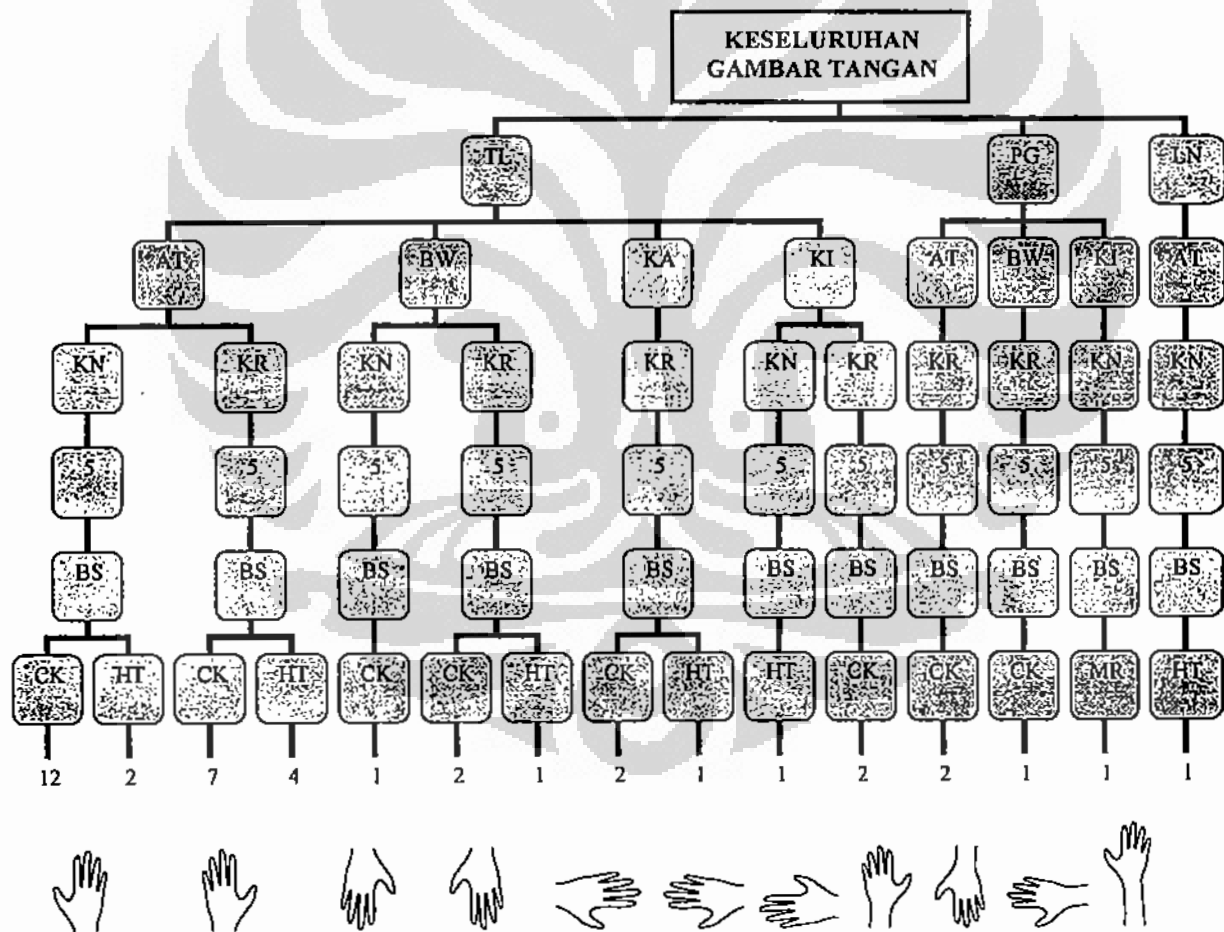 KESELURUHAN
GAMBAR TANGAN
TL PG LN
AT BW KA KI AT BW KI AT
KN KR KN KR KR KN KR KR KR KN KN
5 5 5 5 5 5 5 5 5 5 5
BS BS BS BS BS BS BS BS BS BS BS
CK HT CK HT CK CK HT CK HT HT CK CK CK MR HT
12 2 7 4 1 2 1 2 1 1 2 2 1 1 1